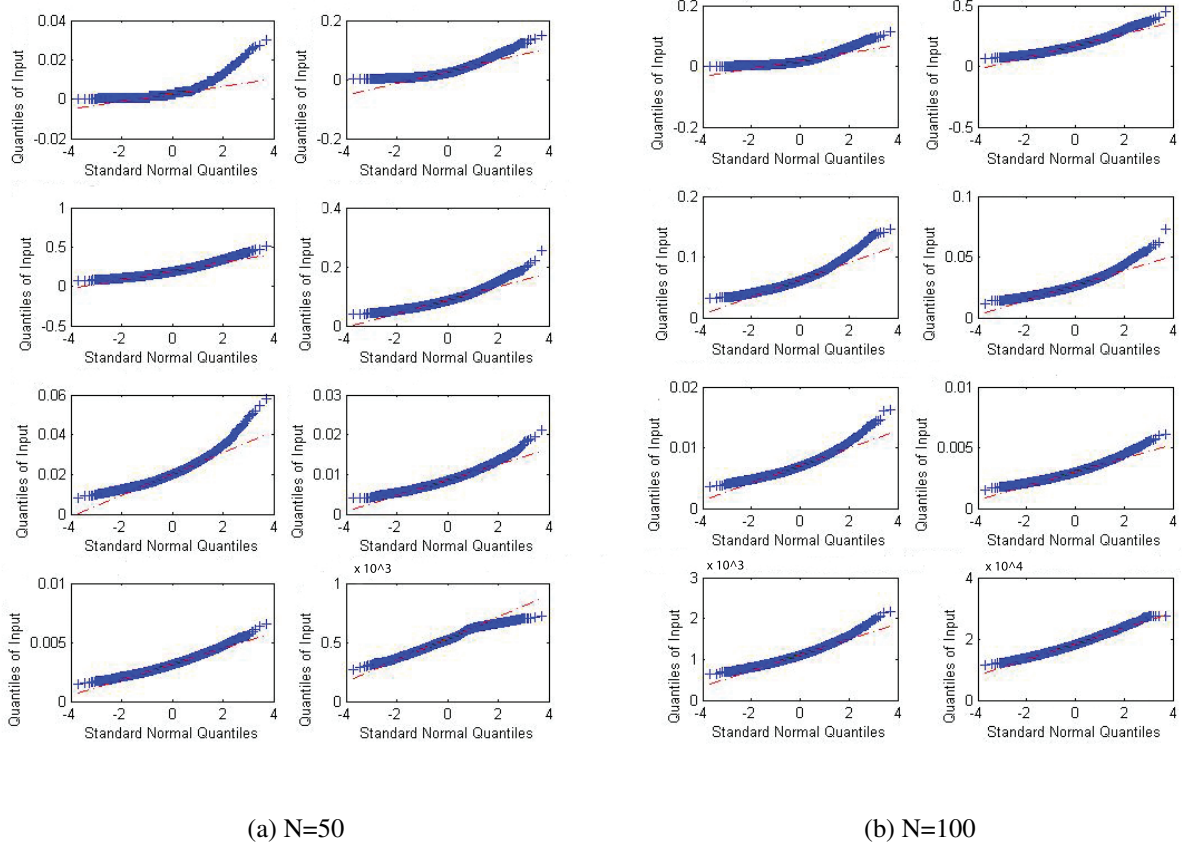 0.04
0.02
0
-0.02
-4 -2 0 2 4
Standard Normal Quantiles
Quantiles of Input
0.2
0
-0.2
-4 -2 0 2 4
Standard Normal Quantiles
Quantiles of Input
1
0.5
0
-0.5
-4 -2 0 2 4
Standard Normal Quantiles
Quantiles of Input
0.4
0.2
0
-4 -2 0 2 4
Standard Normal Quantiles
Quantiles of Input
0.06
0.04
0.02
0
-4 -2 0 2 4
Standard Normal Quantiles
Quantiles of Input
0.03
0.02
0.01
0
-4 -2 0 2 4
Standard Normal Quantiles
Quantiles of Input
0.01
0.005
0
-4 -2 0 2 4
Standard Normal Quantiles
Quantiles of Input
x 10^3
1
0.5
0
-4 -2 0 2 4
Standard Normal Quantiles
Quantiles of Input
(a) N=50
0.2
0
-0.2
-4 -2 0 2 4
Standard Normal Quantiles
Quantiles of Input
0.5
0
-0.5
-4 -2 0 2 4
Standard Normal Quantiles
Quantiles of Input
0.2
0.1
0
-4 -2 0 2 4
Standard Normal Quantiles
Quantiles of Input
0.1
0.05
0
-4 -2 0 2 4
Standard Normal Quantiles
Quantiles of Input
0.02
0.01
0
-4 -2 0 2 4
Standard Normal Quantiles
Quantiles of Input
0.01
0.005
0
-4 -2 0 2 4
Standard Normal Quantiles
Quantiles of Input
x 10^3
3
2
1
0
-4 -2 0 2 4
Standard Normal Quantiles
Quantiles of Input
x 10^4
4
2
0
-4 -2 0 2 4
Standard Normal Quantiles
Quantiles of Input
(b) N=100